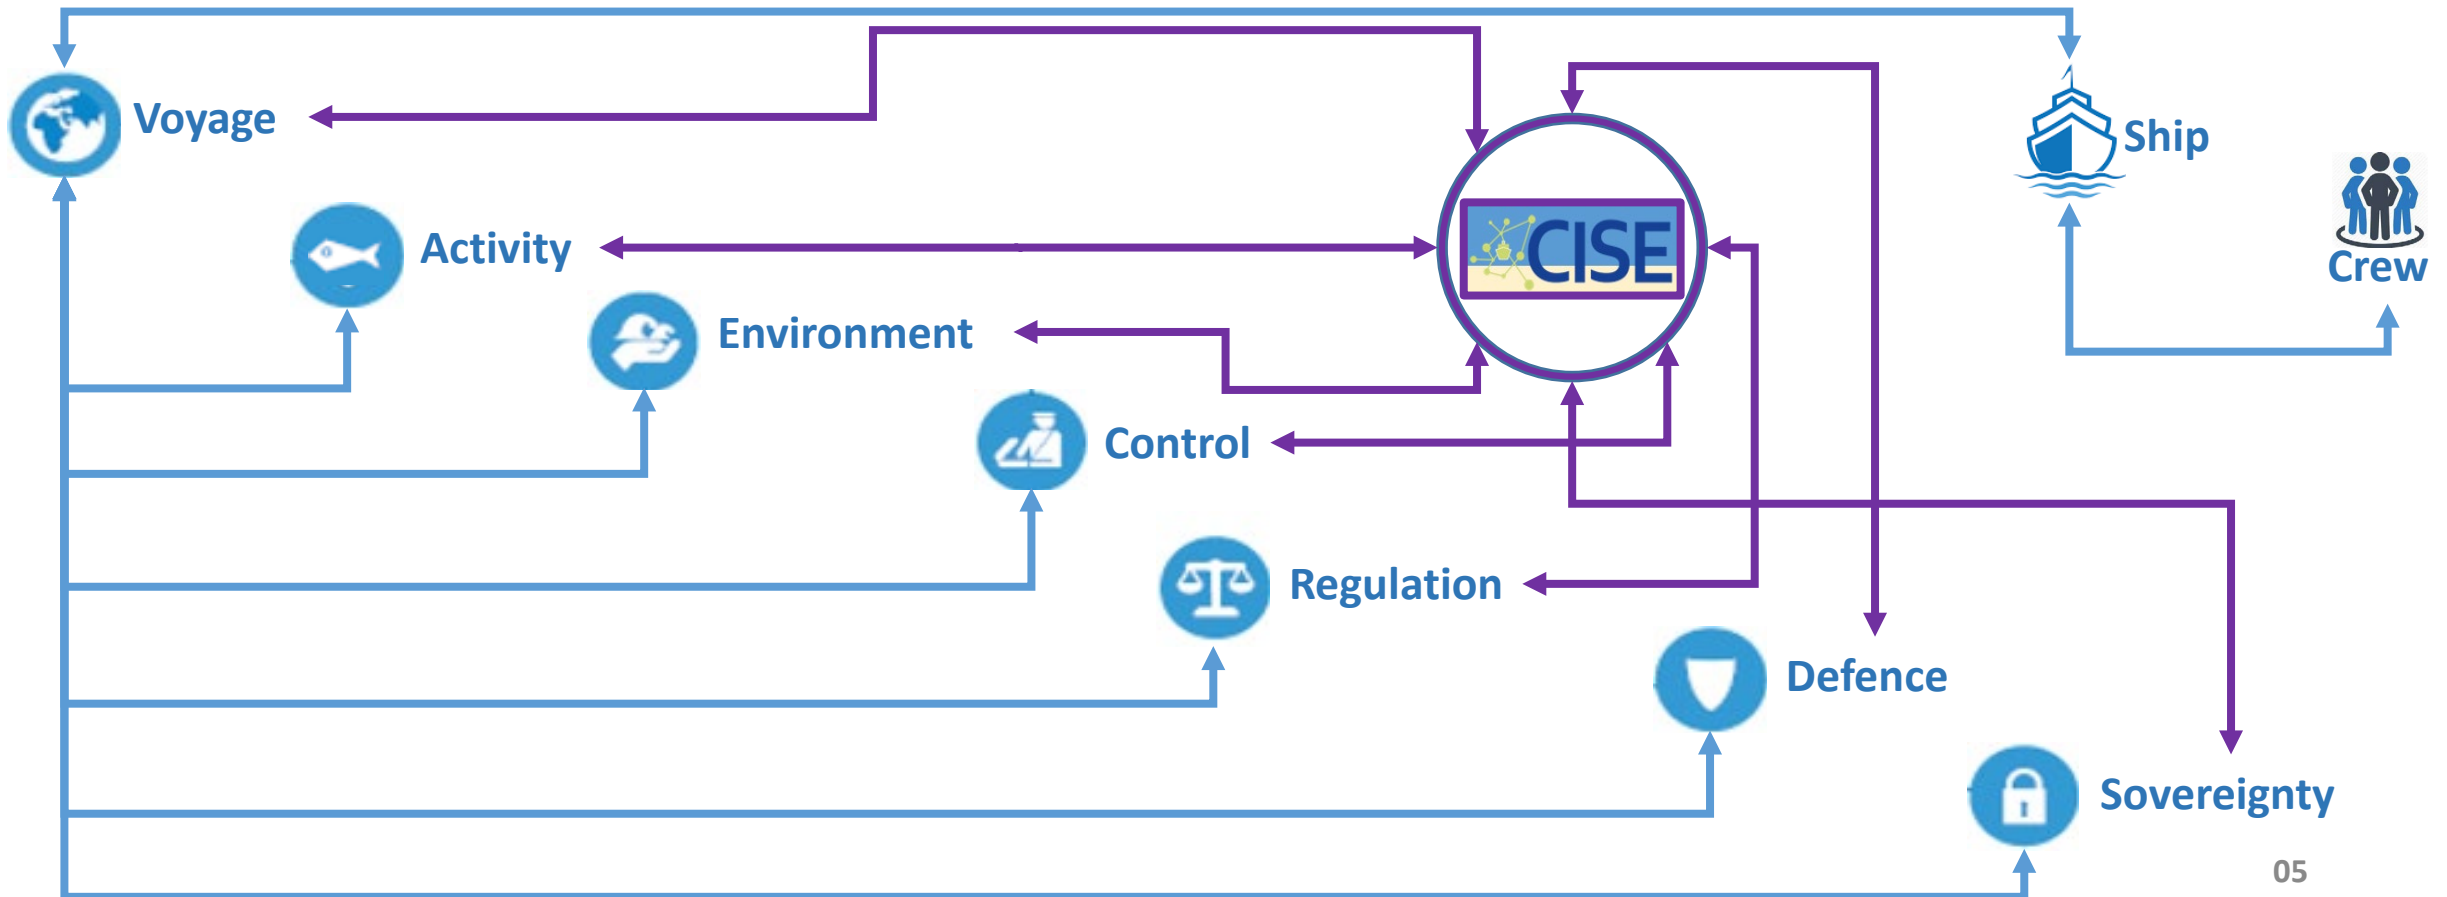 Voyage
Ship
Activity
CISE
Crew
Environment
Control
Regulation
Defence
Sovereignty
05